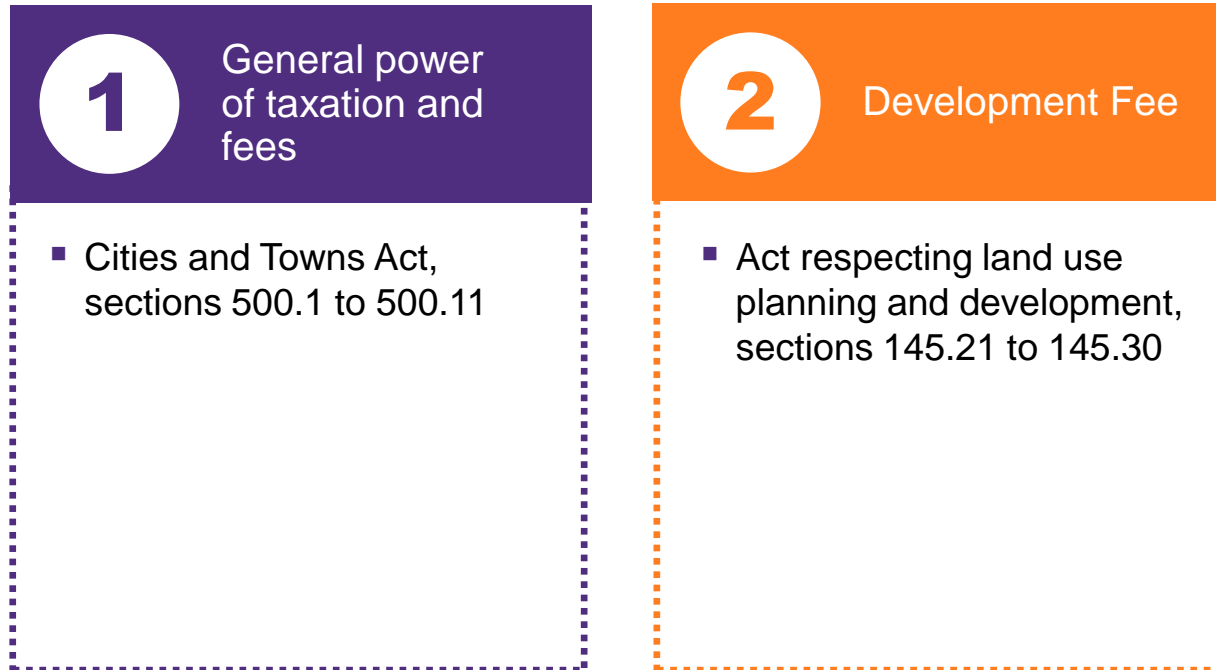 1
General power
of taxation and
fees
▪ Cities and Towns Act,
sections 500.1 to 500.11
2
Development Fee
▪ Act respecting land use
planning and development,
sections 145.21 to 145.30